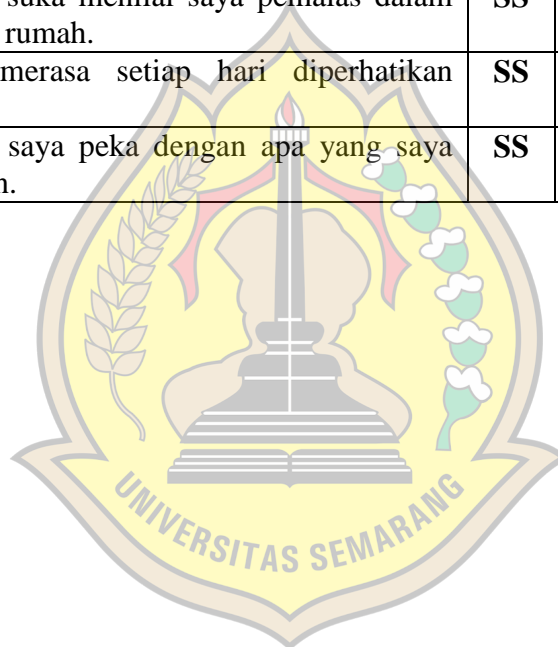 suka menilai saya pemalas dalam SS
rumah.
merasa setiap hari diperhatikan SS
saya peka dengan apa yang saya SS
UNIVERSITAS SEMARANG